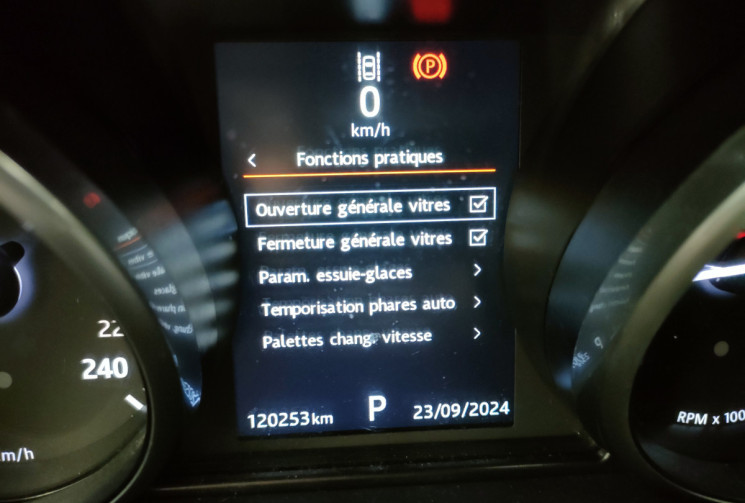 P
0
km/h
< Fonctions pratiques
Ouverture générale vitres
Fermeture générale vitres
Param. essuie-glaces >
Temporisation phares auto >
Palettes chang. vitesse >
22
240
m/h
120253km P 23/09/2024
RPM x 100